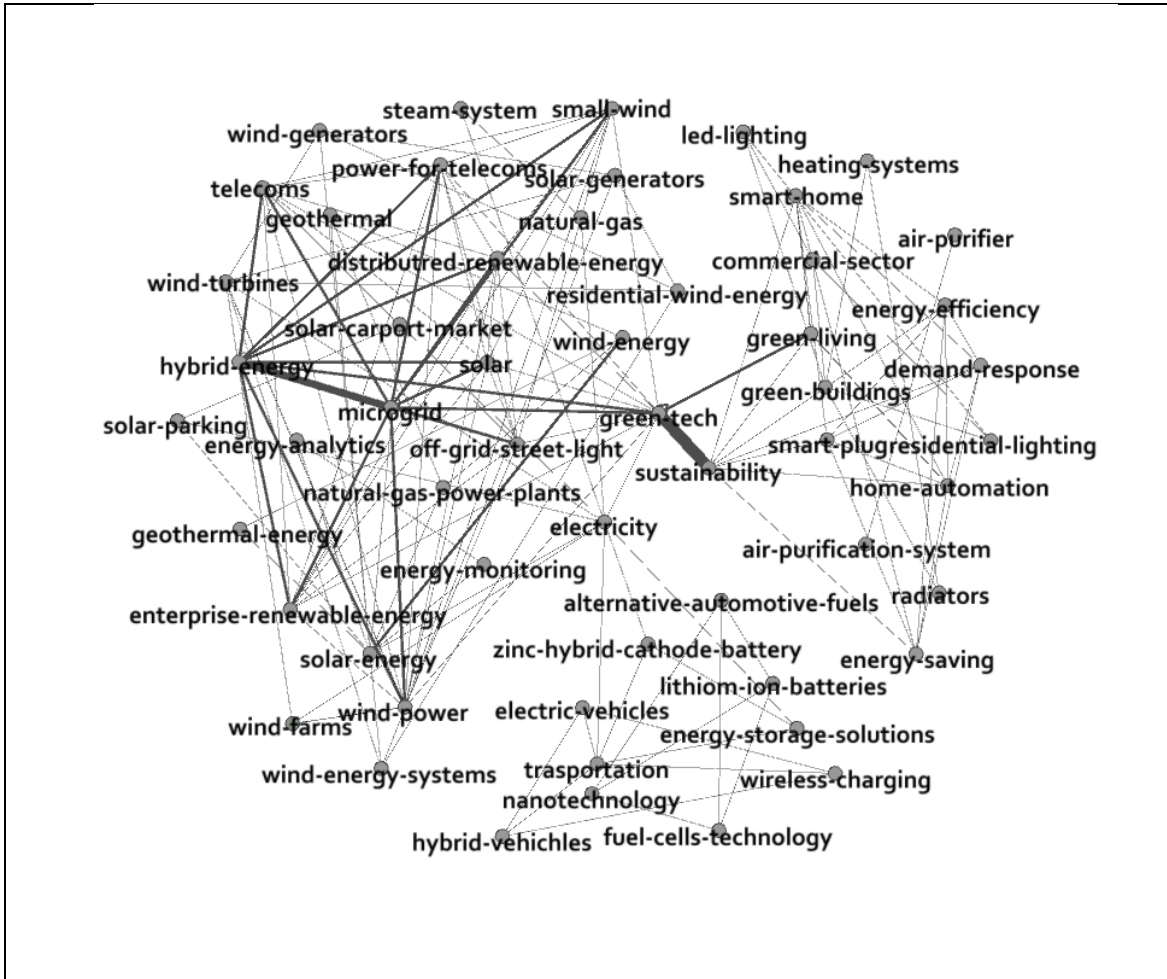 steam-system
small-wind
wind-generators
led-lighting
power-for-telecoms
heating-systems
solar-generators
telecoms
smart-home
geothermal
natural-gas
air-purifier
distributred-renewable-energy
commercial-sector
wind-turbines
residential-wind-energy
energy-efficiency
solar-carport-market
wind-energy
green-living
hybrid-energy
solar
demand-response
green-buildings
microgrid
green-tech
solar-parking
energy-analytics
off-grid-street-light
smart-plug
residential-lighting
sustainability
natural-gas-power-plants
home-automation
geothermal-energy
electricity
air-purification-system
energy-monitoring
enterprise-renewable-energy
alternative-automotive-fuels
radiators
zinc-hybrid-cathode-battery
solar-energy
energy-saving
lithiom-ion-batteries
wind-farms
wind-power
electric-vehicles
energy-storage-solutions
wind-energy-systems
trasportation
wireless-charging
nanotechnology
hybrid-vehichles
fuel-cells-technology